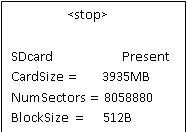 <stop>
SDcard Present
CardSize = 3935MB
NumSectors = 8058880
BlockSize = 512B